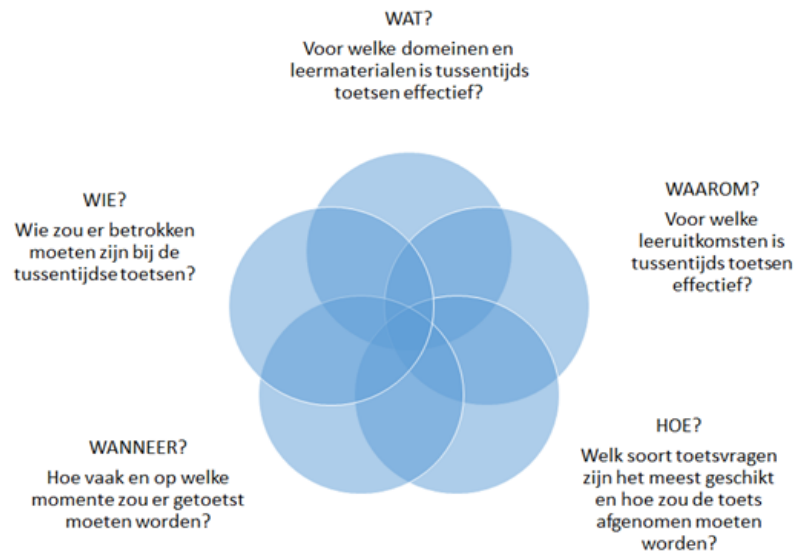 WAT?
Voor welke domeinen en
leermaterialen is tussentijds
toetsen effectief?
WIE?
Wie zou er betrokken
moeten zijn bij de
tussentijdse toetsen?
WAAROM?
Voor welke
leeruitkomsten is
tussentijds toetsen
effectief?
WANNEER?
Hoe vaak en op welke
momente zou er getoetst
moeten worden?
HOE?
Welk soort toetsvragen
zijn het meest geschikt
en hoe zou de toets
afgenomen moeten
worden?